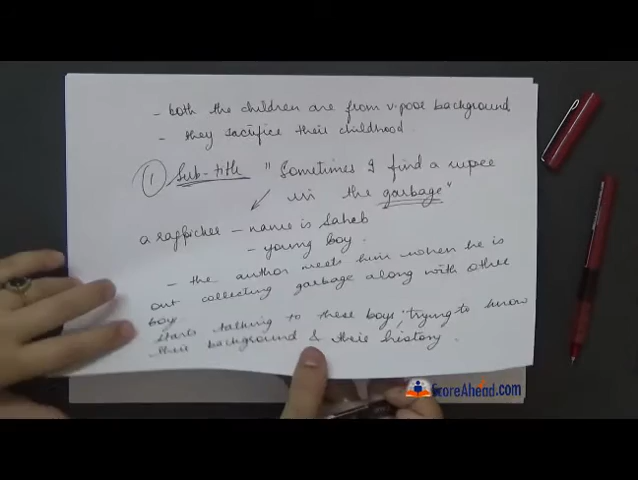 - both the children are from v.poor background
- they sacrifice their childhood.
① Sub-title " Sometimes I find a rupee
in the garbage"
a ragpicker - name is Saheb
- young boy.
- the author meets him when he is
out collecting garbage along with other
boys
starts talking to these boys, trying to know
their background & their history.
ScoreAhead.com